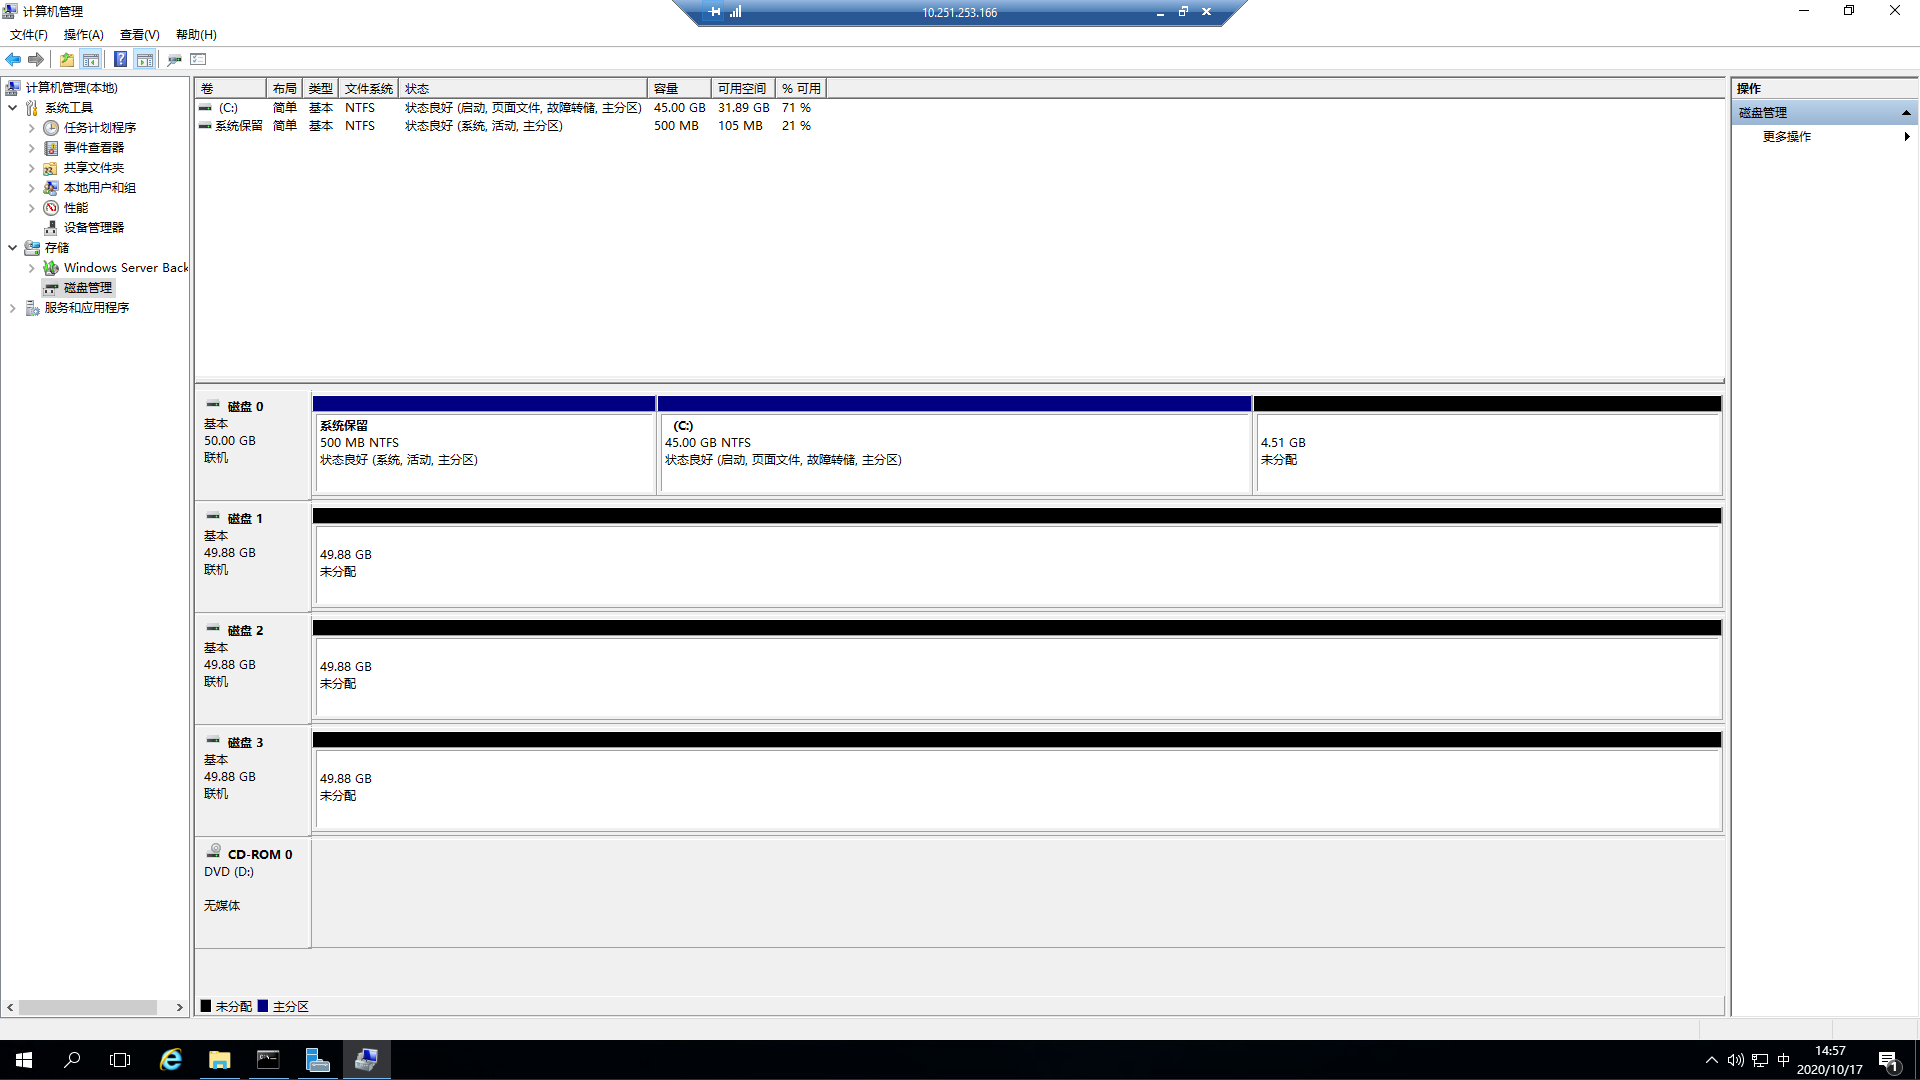 计算机管理
10.251.253.166
文件(F) 操作(A) 查看(V) 帮助(H)
计算机管理(本地)
系统工具
任务计划程序
事件查看器
共享文件夹
本地用户和组
性能
设备管理器
存储
Windows Server Back
磁盘管理
服务和应用程序
卷 布局 类型 文件系统 状态 容量 可用空间 % 可用
(C:) 简单 基本 NTFS 状态良好 (启动, 页面文件, 故障转储, 主分区) 45.00 GB 31.89 GB 71 %
系统保留 简单 基本 NTFS 状态良好 (系统, 活动, 主分区) 500 MB 105 MB 21 %
磁盘 0
基本
50.00 GB
联机
系统保留
500 MB NTFS
状态良好 (系统, 活动, 主分区)
(C:)
45.00 GB NTFS
状态良好 (启动, 页面文件, 故障转储, 主分区)
4.51 GB
未分配
磁盘 1
基本
49.88 GB
联机
49.88 GB
未分配
磁盘 2
基本
49.88 GB
联机
49.88 GB
未分配
磁盘 3
基本
49.88 GB
联机
49.88 GB
未分配
CD-ROM 0
DVD (D:)
无媒体
未分配 主分区
操作
磁盘管理
更多操作
中
14:57
2020/10/17
1